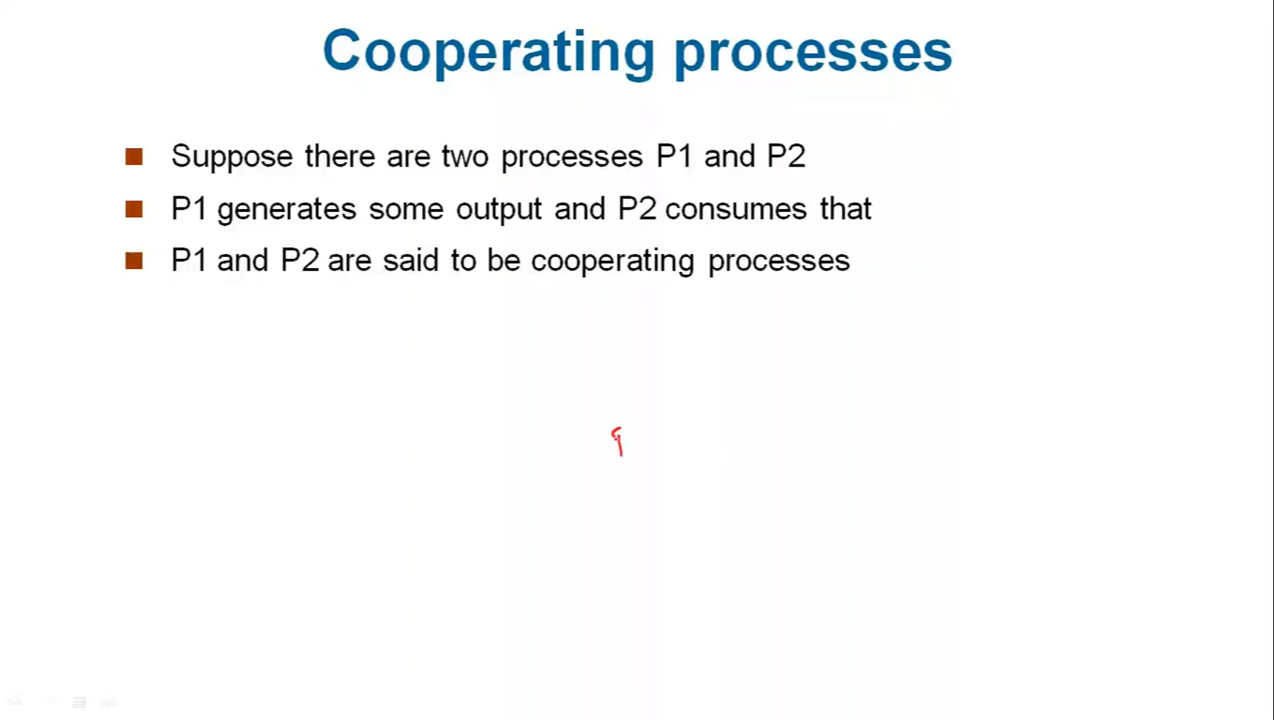 Cooperating processes
Suppose there are two processes P1 and P2
P1 generates some output and P2 consumes that
P1 and P2 are said to be cooperating processes